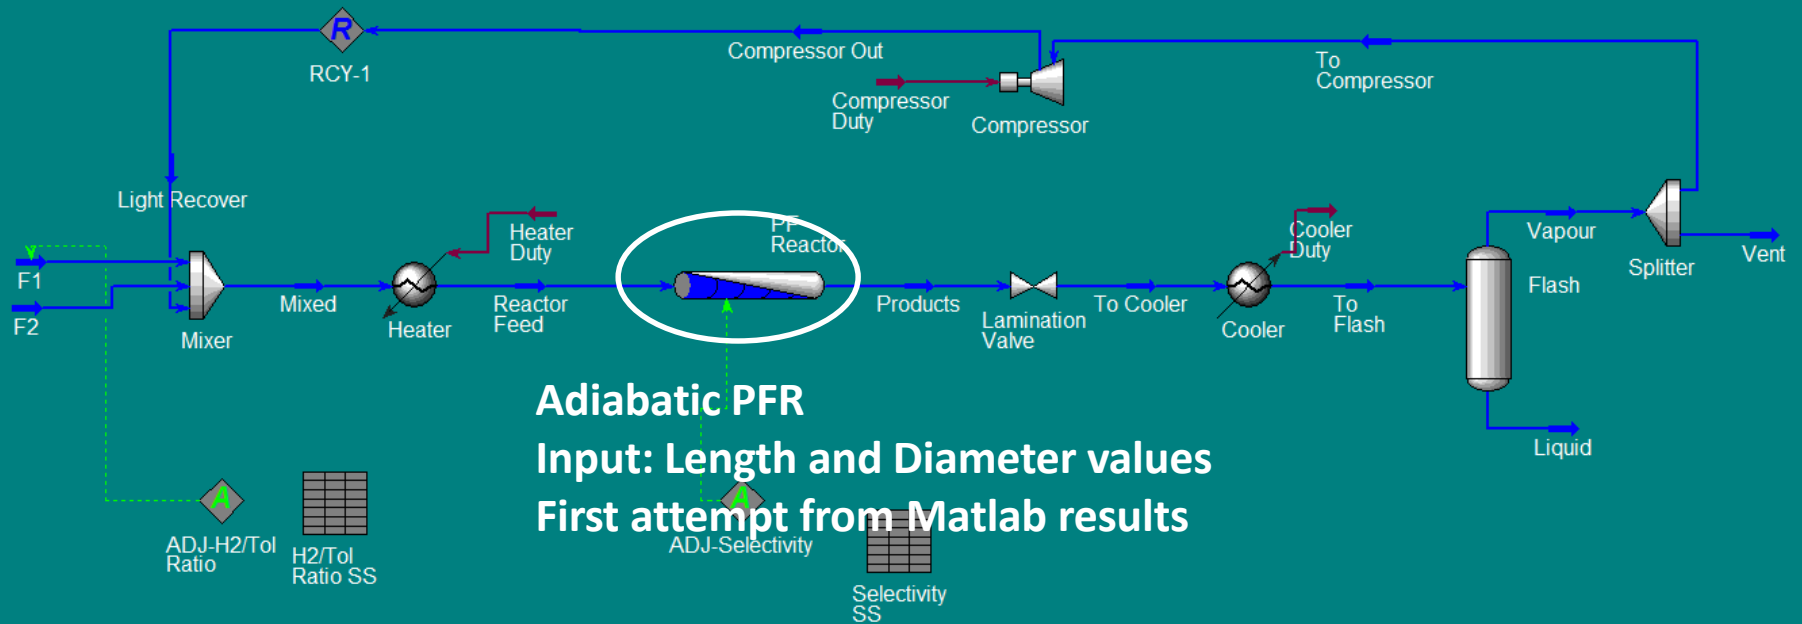 R
RCY-1
Compressor Out
To
Compressor
Compressor
Duty
Compressor
Light Recover
F1
F2
Mixer
Mixed
Heater
Duty
Heater
Reactor
Feed
PF
Reactor
Products
Lamination
Valve
To Cooler
Cooler
Duty
Cooler
To
Flash
Vapour
Flash
Splitter
Vent
Liquid
Adiabatic PFR
Input: Length and Diameter values
First attempt from Matlab results
A
ADJ-H2/Tol
Ratio
H2/Tol
Ratio SS
A
ADJ-Selectivity
Selectivity
SS